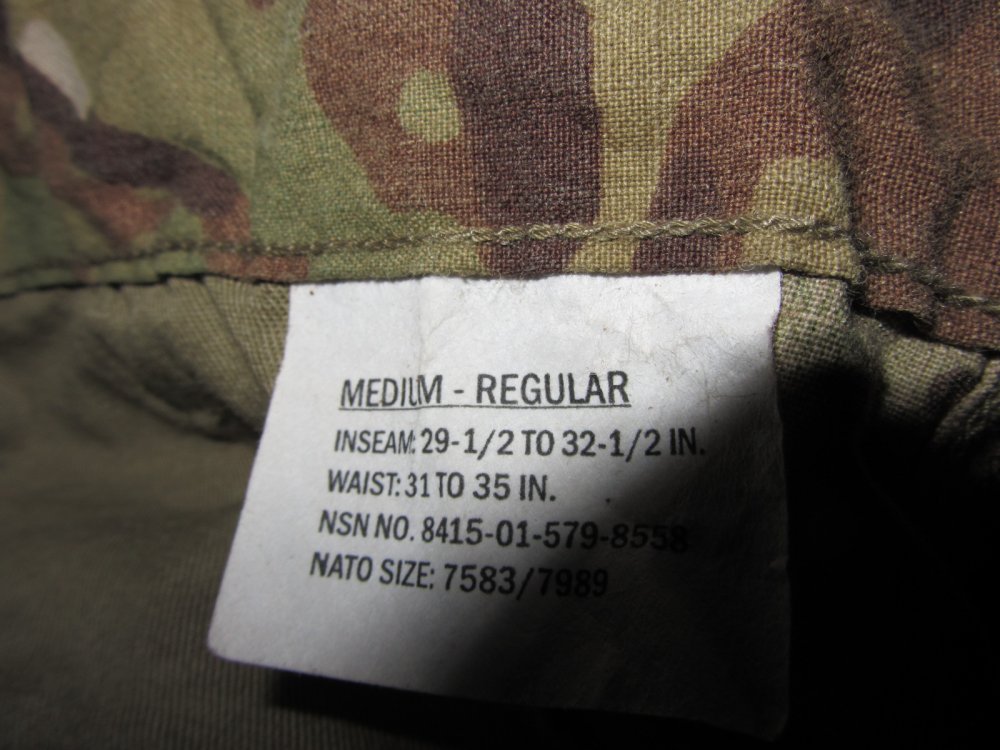 MEDIUM - REGULAR
INSEAM: 29-1/2 TO 32-1/2 IN.
WAIST: 31 TO 35 IN.
NSN NO. 8415-01-579-8558
NATO SIZE: 7583/7989